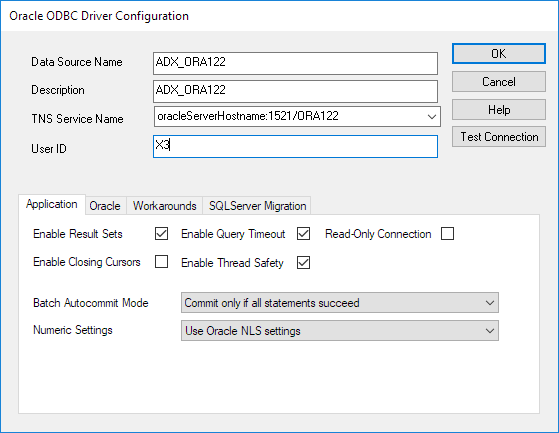 Oracle ODBC Driver Configuration
Data Source Name ADX_ORA122 OK
Description ADX_ORA122 Cancel
TNS Service Name oracleServerHostname:1521/ORA122 Help
User ID X3 Test Connection
Application Oracle Workarounds SQLServer Migration
Enable Result Sets Enable Query Timeout Read-Only Connection
Enable Closing Cursors Enable Thread Safety
Batch Autocommit Mode Commit only if all statements succeed
Numeric Settings Use Oracle NLS settings